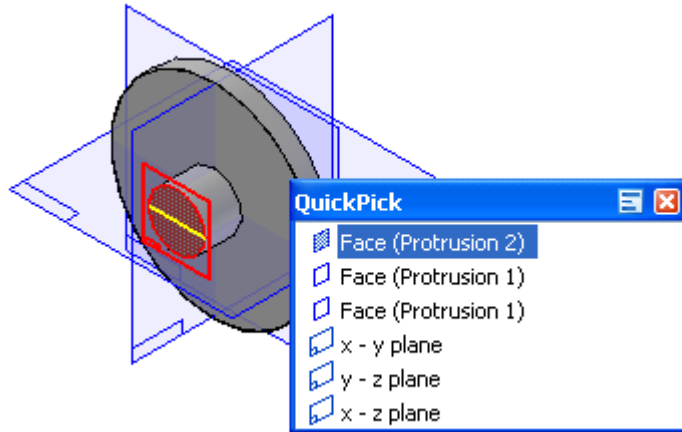 QuickPick
Face (Protrusion 2)
Face (Protrusion 1)
Face (Protrusion 1)
x - y plane
y - z plane
x - z plane